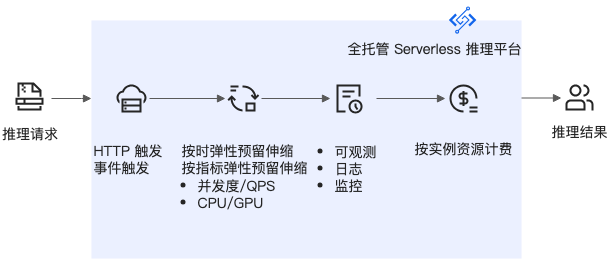 全托管 Serverless 推理平台
推理请求
HTTP 触发
事件触发
按时弹性预留伸缩
按指标弹性预留伸缩
• 并发度/QPS
• CPU/GPU
• 可观测
• 日志
• 监控
按实例资源计费
推理结果